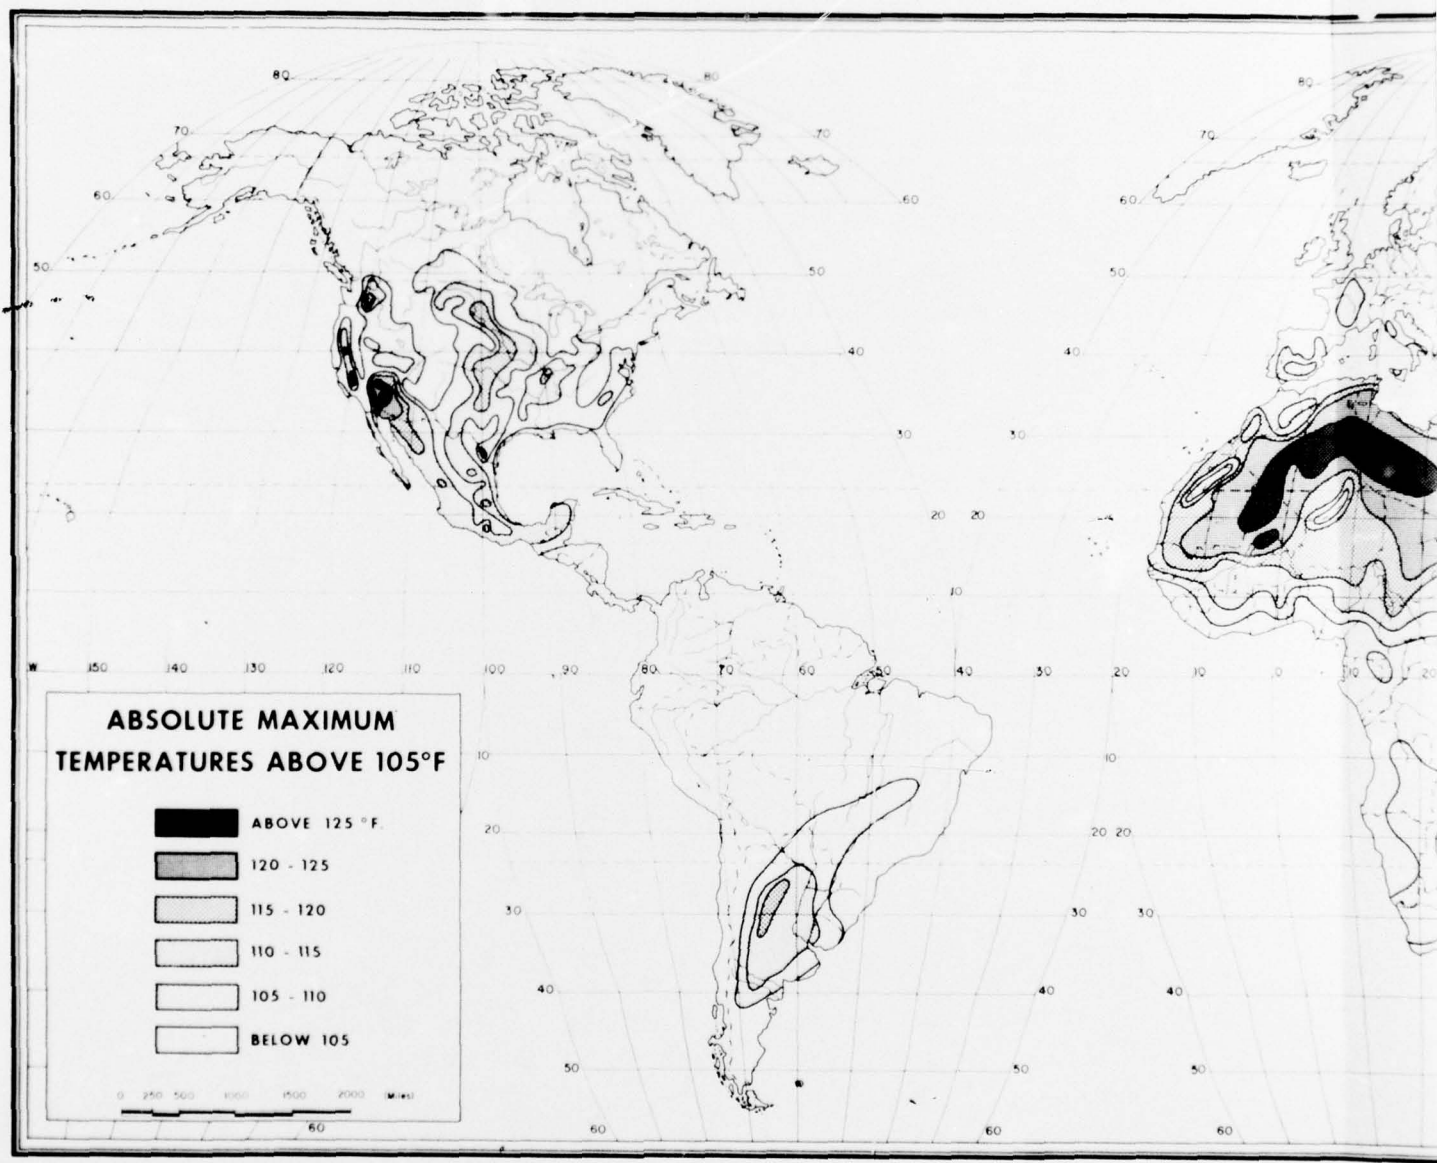 80 80 80
70 70 70
60 60 60
50 50 50
40 40
30 30
20 20
10
W 150 140 130 120 110 100 90 80 70 60 50 40 30 20 10 0 10 20
ABSOLUTE MAXIMUM
TEMPERATURES ABOVE 105°F
10 10
ABOVE 125 °F.
20 20 20
120 - 125
115 - 120
30 30 30
110 - 115
105 - 110
40 40 40
BELOW 105
50 50 50
0 250 500 1000 1500 2000 (Miles)
60 60 60 60